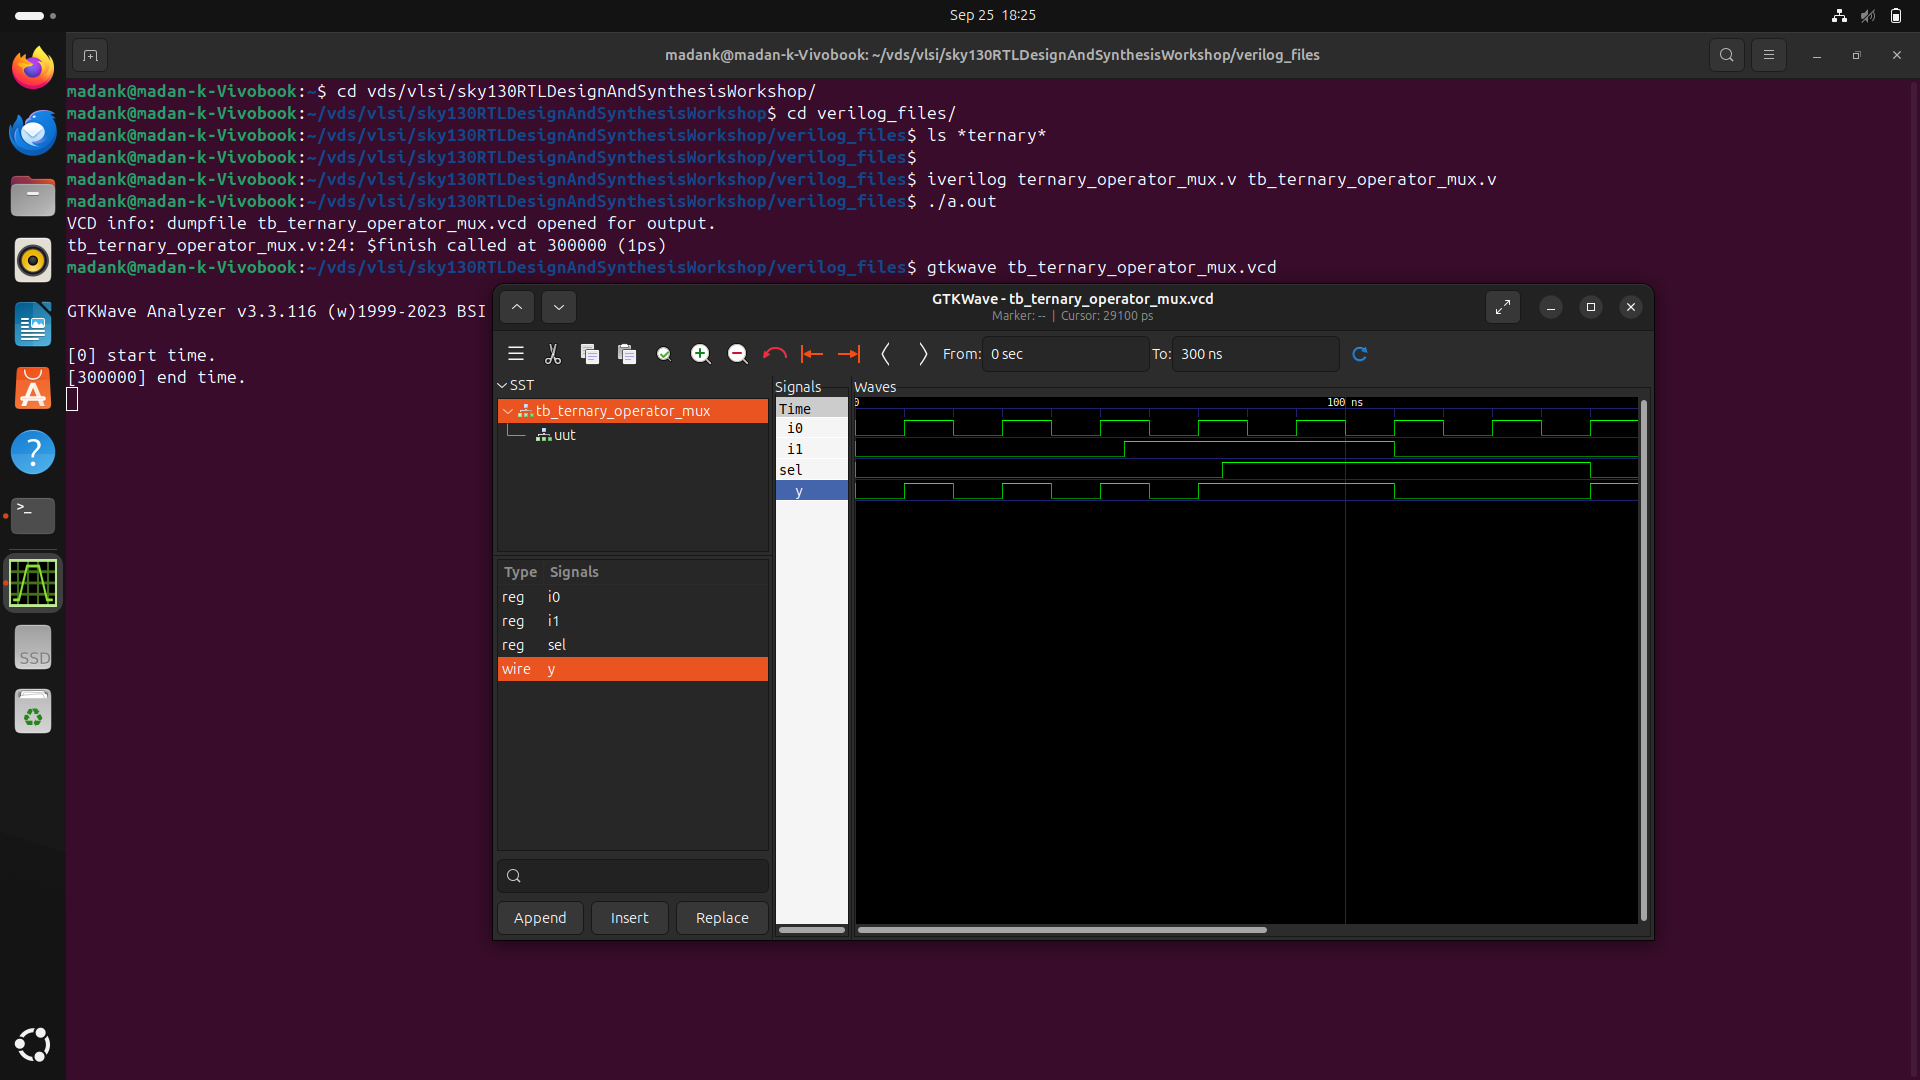 Sep 25 18:25
madank@madan-k-Vivobook: ~/vds/vlsi/sky130RTLDesignAndSynthesisWorkshop/verilog_files
madank@madan-k-Vivobook:~$ cd vds/vlsi/sky130RTLDesignAndSynthesisWorkshop/
madank@madan-k-Vivobook:~/vds/vlsi/sky130RTLDesignAndSynthesisWorkshop$ cd verilog_files/
madank@madan-k-Vivobook:~/vds/vlsi/sky130RTLDesignAndSynthesisWorkshop/verilog_files$ ls *ternary*
madank@madan-k-Vivobook:~/vds/vlsi/sky130RTLDesignAndSynthesisWorkshop/verilog_files$
madank@madan-k-Vivobook:~/vds/vlsi/sky130RTLDesignAndSynthesisWorkshop/verilog_files$ iverilog ternary_operator_mux.v tb_ternary_operator_mux.v
madank@madan-k-Vivobook:~/vds/vlsi/sky130RTLDesignAndSynthesisWorkshop/verilog_files$ ./a.out
VCD info: dumpfile tb_ternary_operator_mux.vcd opened for output.
tb_ternary_operator_mux.v:24: $finish called at 300000 (1ps)
madank@madan-k-Vivobook:~/vds/vlsi/sky130RTLDesignAndSynthesisWorkshop/verilog_files$ gtkwave tb_ternary_operator_mux.vcd
GTKWave Analyzer v3.3.116 (w)1999-2023 BSI
[0] start time.
[300000] end time.
GTKWave - tb_ternary_operator_mux.vcd
Marker: -- | Cursor: 29100 ps
From: 0 sec To: 300 ns
SST
tb_ternary_operator_mux
uut
Type Signals
reg i0
reg i1
reg sel
wire y
Append Insert Replace
Signals
Time
i0
i1
sel
y
Waves
0 100 ns
SSD